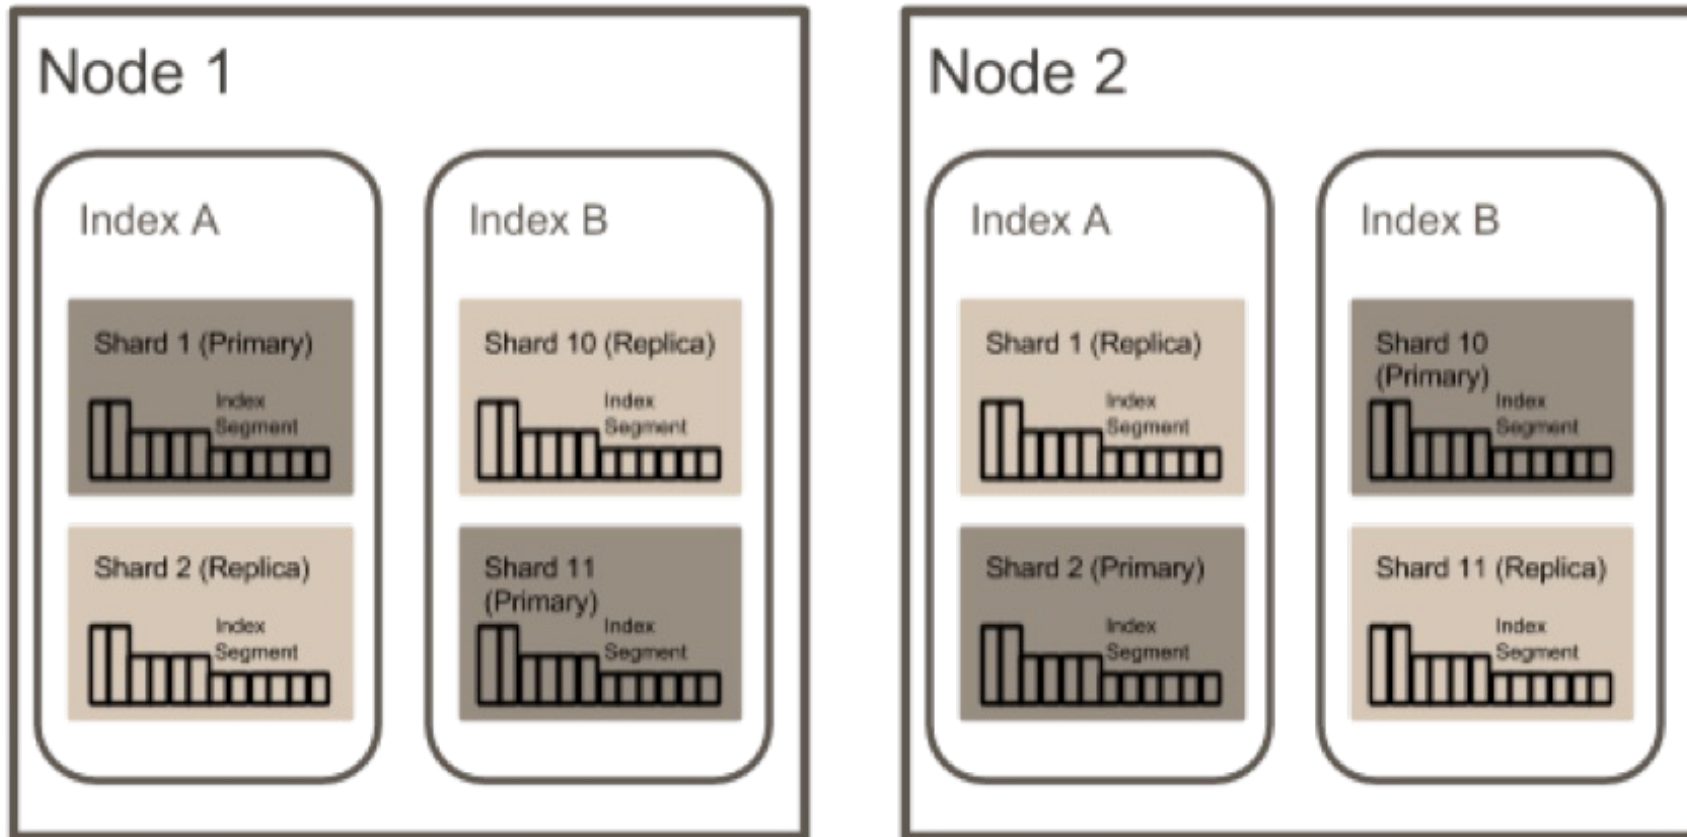 Node 1
Index A
Shard 1 (Primary)
Index
Segment
Shard 2 (Replica)
Index
Segment
Index B
Shard 10 (Replica)
Index
Segment
Shard 11
(Primary)
Index
Segment
Node 2
Index A
Shard 1 (Replica)
Index
Segment
Shard 2 (Primary)
Index
Segment
Index B
Shard 10
(Primary)
Index
Segment
Shard 11 (Replica)
Index
Segment